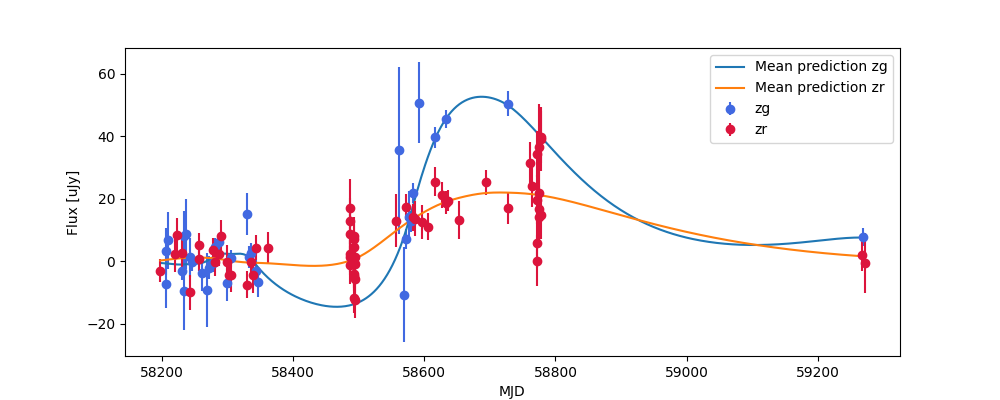 60
40
20
0
−20
Flux [uJy]
58200
58400
58600
58800
59000
59200
MJD
Mean prediction zg
Mean prediction zr
zg
zr